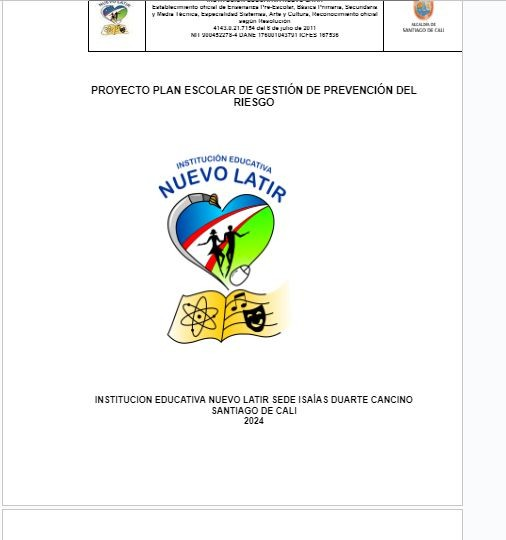 NUEVO LATIR
Establecimiento oficial de Enseñanza Pre-Escolar, Básica Primaria, Secundaria
y Media Técnica, Especialidad Sistemas, Arte y Cultura, Reconocimiento oficial
según Resolución
4143.0.21.7154 del 8 de julio de 2011
NIT 900452278-4 DANE 176001043791 ICFES
ALCALDÍA DE
SANTIAGO DE CALI
PROYECTO PLAN ESCOLAR DE GESTIÓN DE PREVENCIÓN DEL
RIESGO
INSTITUCIÓN EDUCATIVA
NUEVO LATIR
INSTITUCION EDUCATIVA NUEVO LATIR SEDE ISAÍAS DUARTE CANCINO
SANTIAGO DE CALI
2024